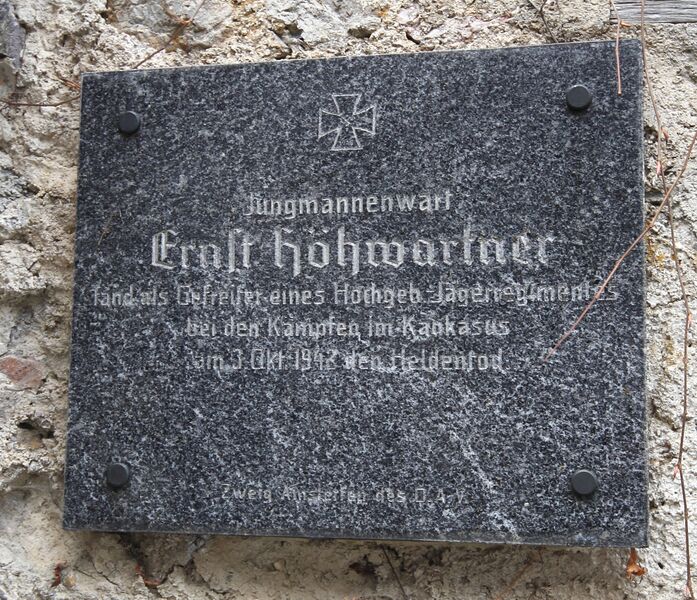 Jungmannenwart
Ernst Höhwartner
fand als Gefreiter eines Hochgeb.-Jägerregimentes
bei den Kämpfen im Kaukasus
am 3. Okt. 1942 den Heldentod
Zweig Amstetten des D.A.V.